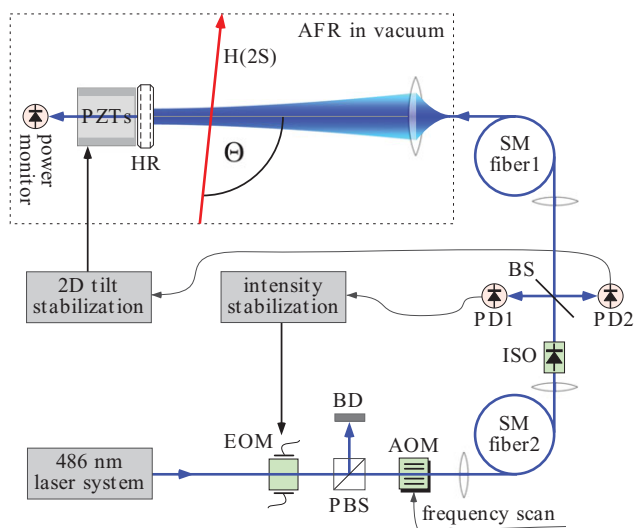 AFR in vacuum
H(2S)
PZTs
HR
power
monitor
Θ
SM
fiber1
2D tilt
stabilization
intensity
stabilization
BS
PD1
PD2
ISO
BD
EOM
AOM
SM
fiber2
486 nm
laser system
PBS
frequency scan